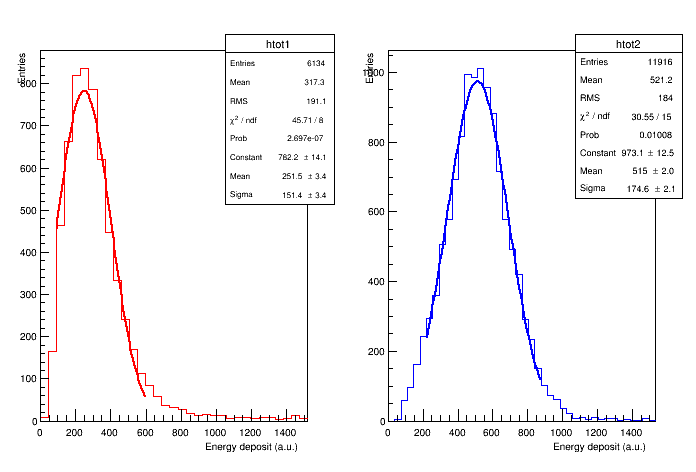 htot1
Entries 6134
Mean 317.3
RMS 191.1
χ² / ndf 45.71 / 8
Prob 2.697e-07
Constant 782.2 ± 14.1
Mean 251.5 ± 3.4
Sigma 151.4 ± 3.4
Entries
800
700
600
500
400
300
200
100
0
0 200 400 600 800 1000 1200 1400
Energy deposit (a.u.)
htot2
Entries 11916
Mean 521.2
RMS 184
χ² / ndf 30.55 / 15
Prob 0.01008
Constant 973.1 ± 12.5
Mean 515 ± 2.0
Sigma 174.6 ± 2.1
Entries
1000
800
600
400
200
0
0 200 400 600 800 1000 1200 1400
Energy deposit (a.u.)